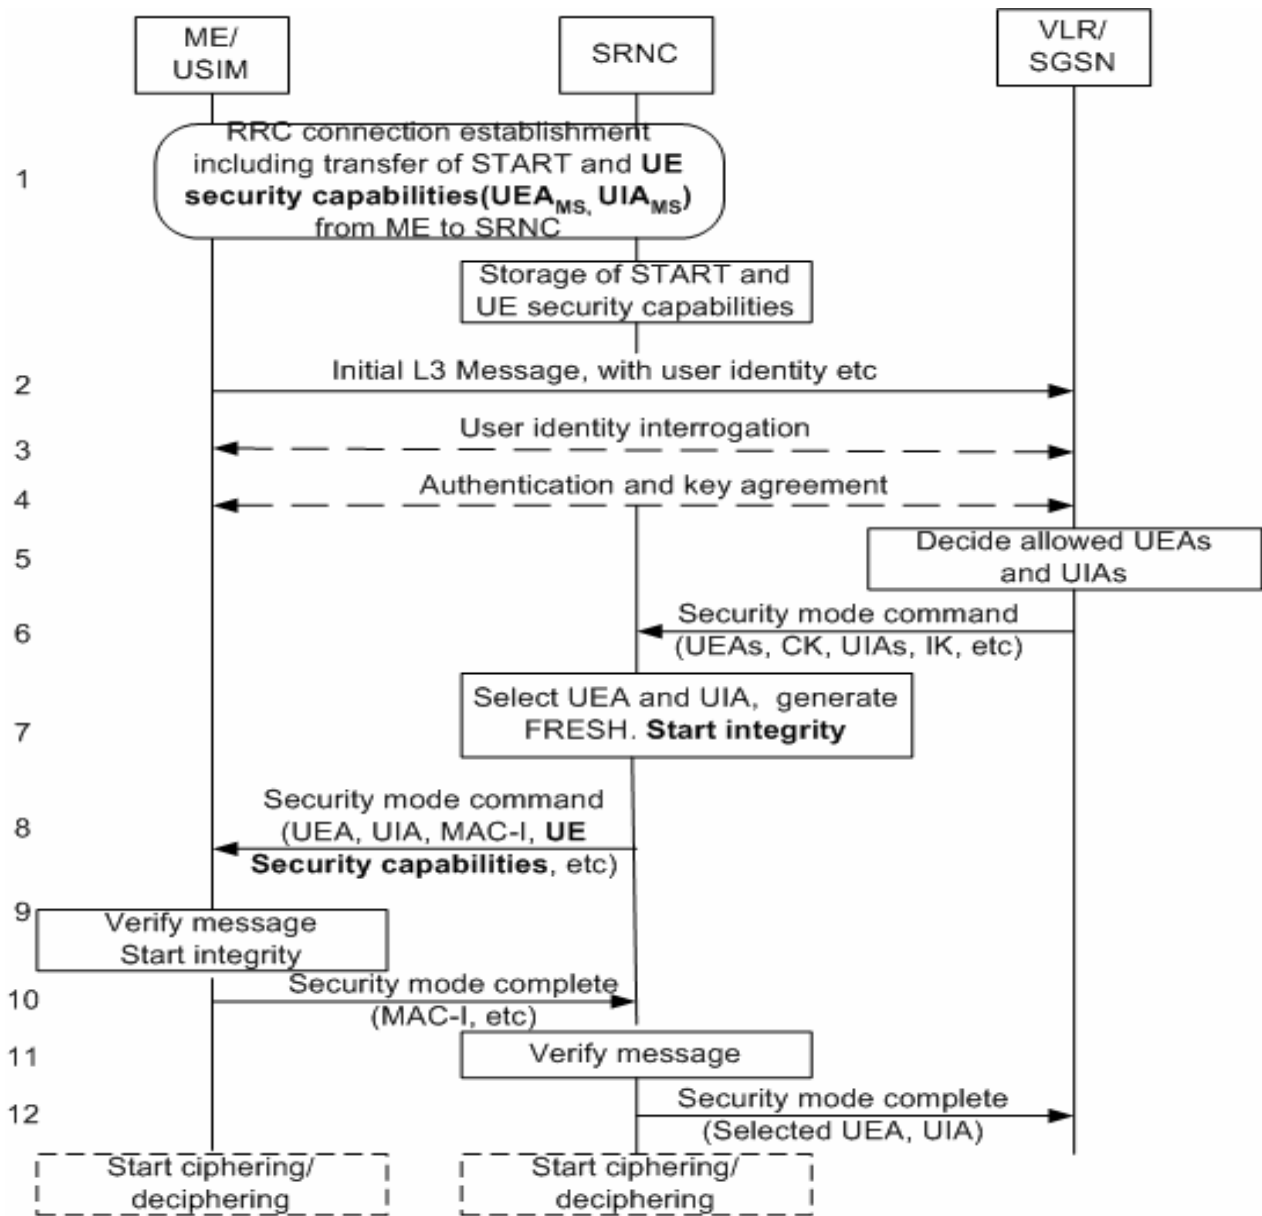 ME/
USIM
SRNC
VLR/
SGSN
1
RRC connection establishment
including transfer of START and UE
security capabilities(UEAMS, UIAMS)
from ME to SRNC
Storage of START and
UE security capabilities
2
Initial L3 Message, with user identity etc
3
User identity interrogation
4
Authentication and key agreement
5
Decide allowed UEAs
and UIAs
6
Security mode command
(UEAs, CK, UIAs, IK, etc)
7
Select UEA and UIA, generate
FRESH. Start integrity
8
Security mode command
(UEA, UIA, MAC-I, UE
Security capabilities, etc)
9
Verify message
Start integrity
10
Security mode complete
(MAC-I, etc)
11
Verify message
12
Security mode complete
(Selected UEA, UIA)
Start ciphering/
deciphering
Start ciphering/
deciphering